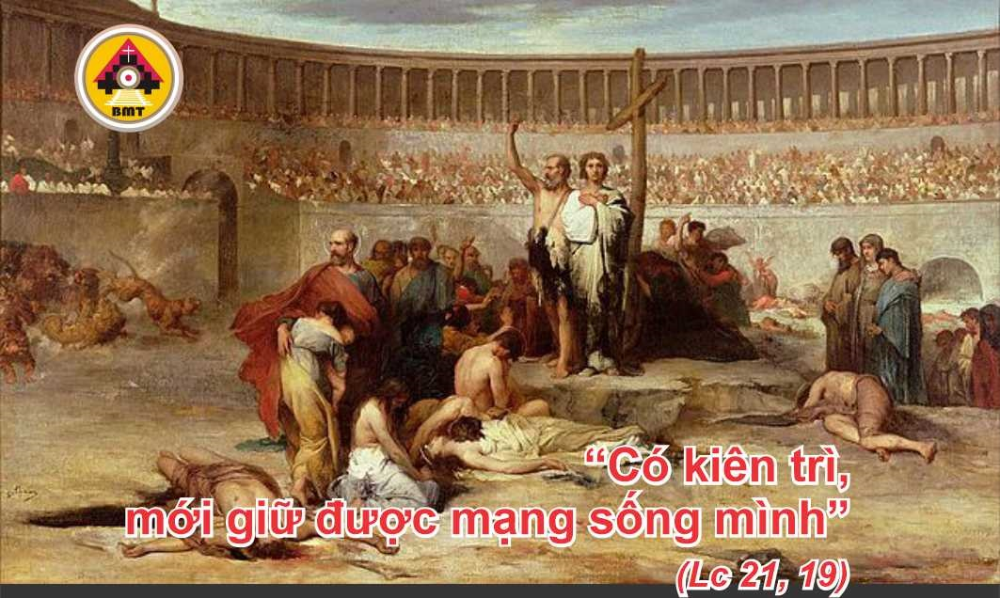 BMT
“Có kiên trì,
mới giữ được mạng sống mình”
(Lc 21, 19)